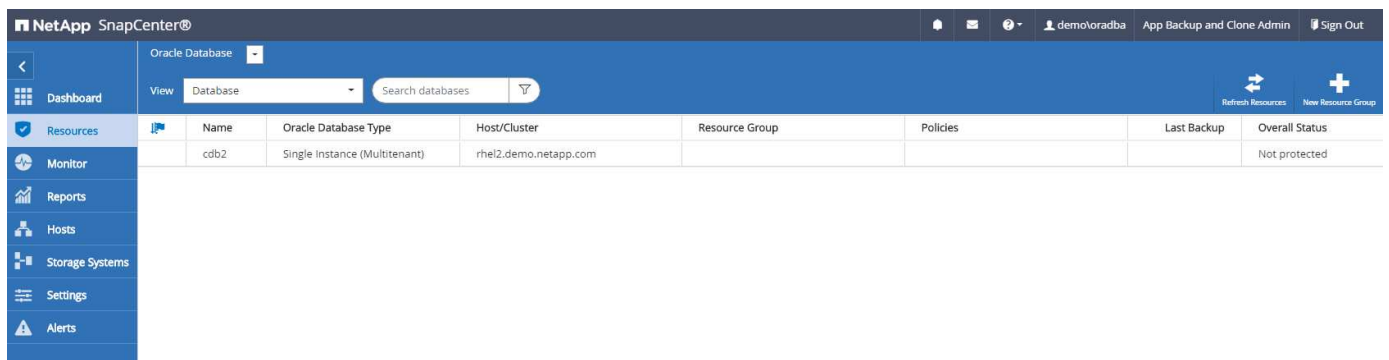 NetApp SnapCenter®
demo\oradba App Backup and Clone Admin Sign Out
Oracle Database
View Database Search databases
Refresh Resources New Resource Group
Dashboard
Resources
Monitor
Reports
Hosts
Storage Systems
Settings
Alerts
Name Oracle Database Type Host/Cluster Resource Group Policies Last Backup Overall Status
cdb2 Single Instance (Multitenant) rhel2.demo.netapp.com Not protected